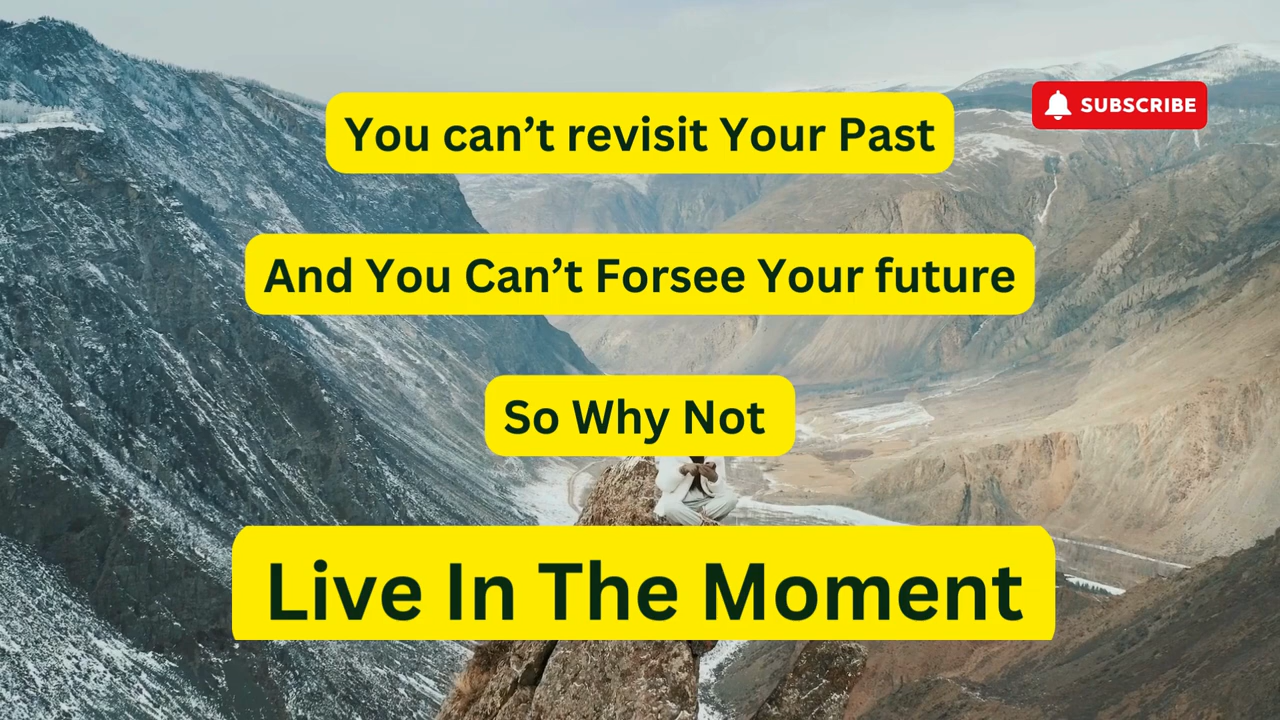 You can’t revisit Your Past
SUBSCRIBE
And You Can’t Forsee Your future
So Why Not
Live In The Moment